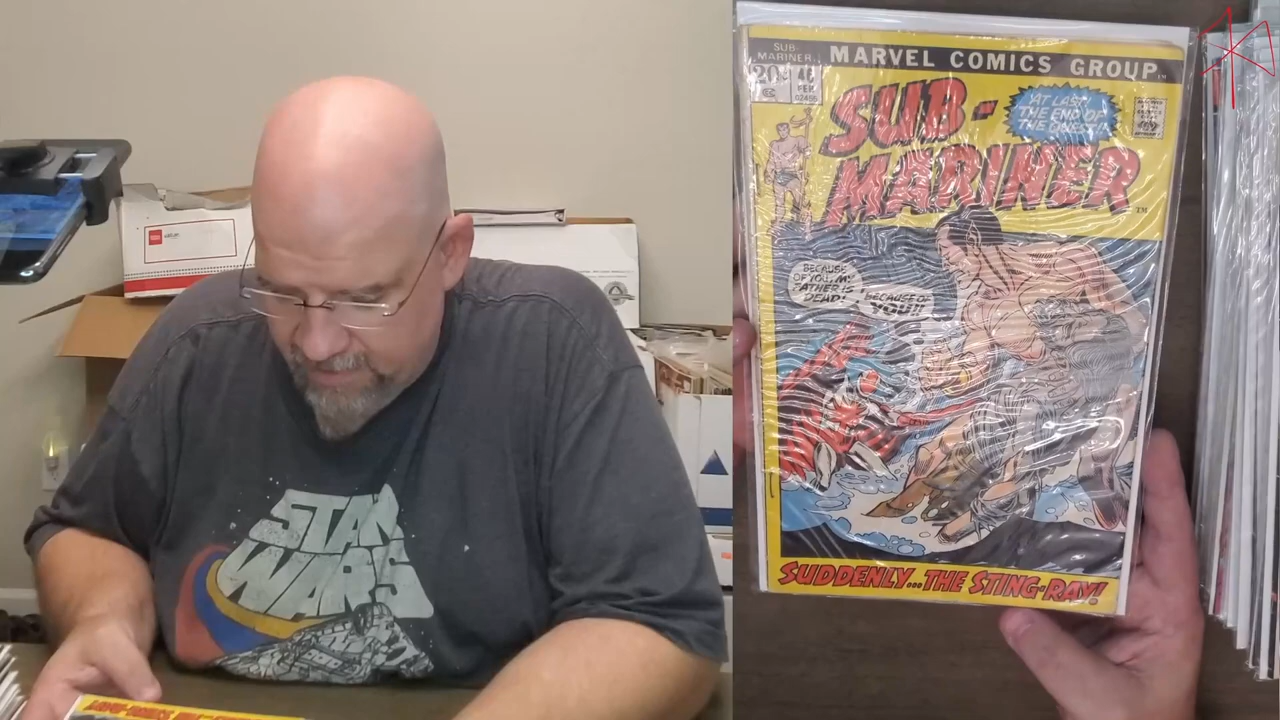 SUB-
MARINER
MARVEL COMICS GROUP
20¢
46
FEB
02456
SUB-
MARINER
AT LAST!
THE END OF
THE QUEST!
BECAUSE
OF YOU, MY
FATHER IS
DEAD!
BECAUSE OF
YOU!!
SUDDENLY...THE STING-RAY!
STAR
WARS